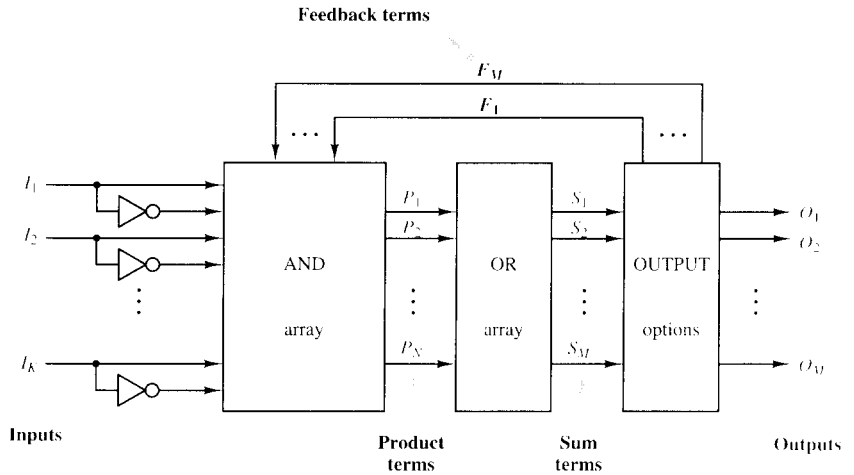 Feedback terms
F_M
F_1
I_1
I_2
I_K
Inputs
AND
array
P_1
P_2
P_N
Product
terms
OR
array
S_1
S_2
S_M
Sum
terms
OUTPUT
options
O_1
O_2
O_M
Outputs